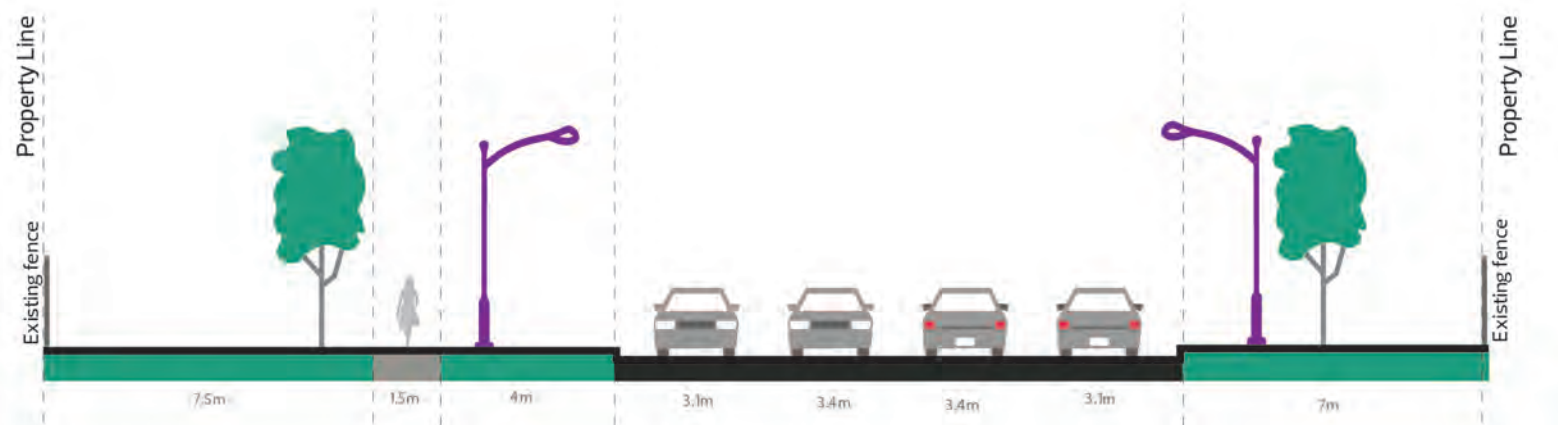 Property Line
Existing fence
7.5m
1.5m
4m
3.1m
3.4m
3.4m
3.1m
7m
Property Line
Existing fence